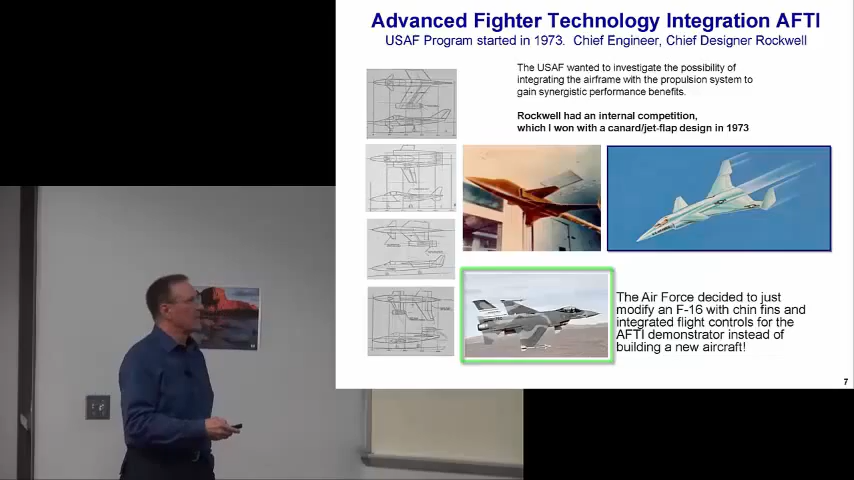 Advanced Fighter Technology Integration AFTI
USAF Program started in 1973. Chief Engineer, Chief Designer Rockwell
The USAF wanted to investigate the possibility of
integrating the airframe with the propulsion system to
gain synergistic performance benefits.
Rockwell had an internal competition,
which I won with a canard/jet-flap design in 1973
The Air Force decided to just
modify an F-16 with chin fins and
integrated flight controls for the
AFTI demonstrator instead of
building a new aircraft!
7